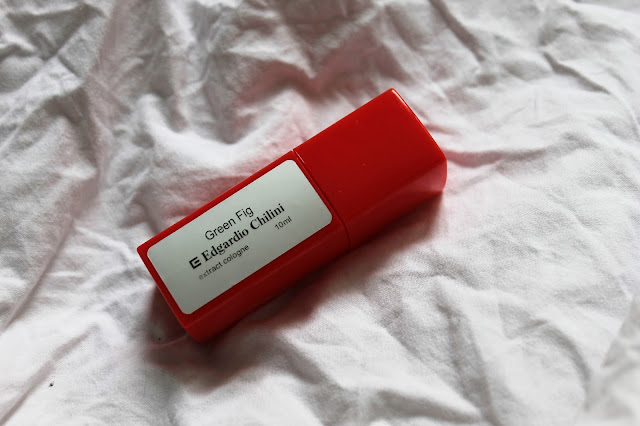 Green Fig
E Edgardio Chilini
extract cologne 10ml